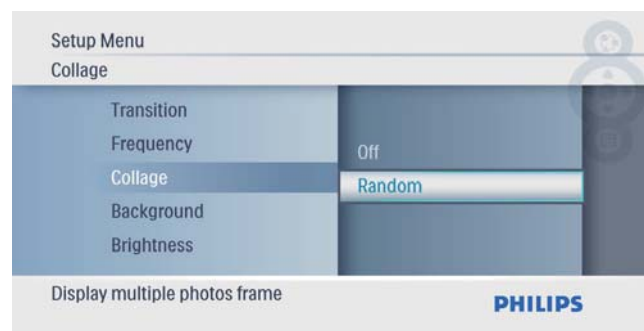 Setup Menu
Collage
Transition
Frequency
Collage
Background
Brightness
Off
Random
Display multiple photos frame
PHILIPS